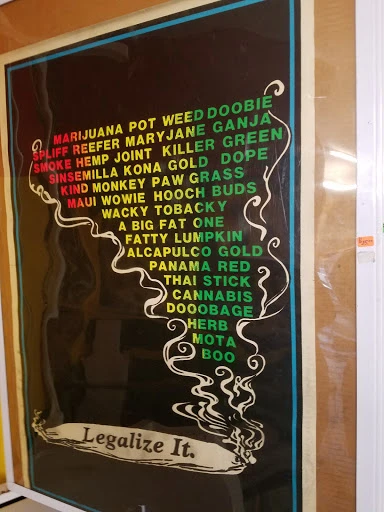 MARIJUANA POT WEED DOOBIE
SPLIFF REEFER MARYJANE GANJA
SMOKE HEMP JOINT KILLER GREEN
SINSEMILLA KONA GOLD DOPE
KIND MONKEY PAW GRASS
MAUI WOWIE HOOCH BUDS
WACKY TOBACKY
A BIG FAT ONE
FATTY LUMPKIN
ALCAPULCO GOLD
PANAMA RED
THAI STICK
CANNABIS
DOOOBAGE
HERB
MOTA
BOO
Legalize It.